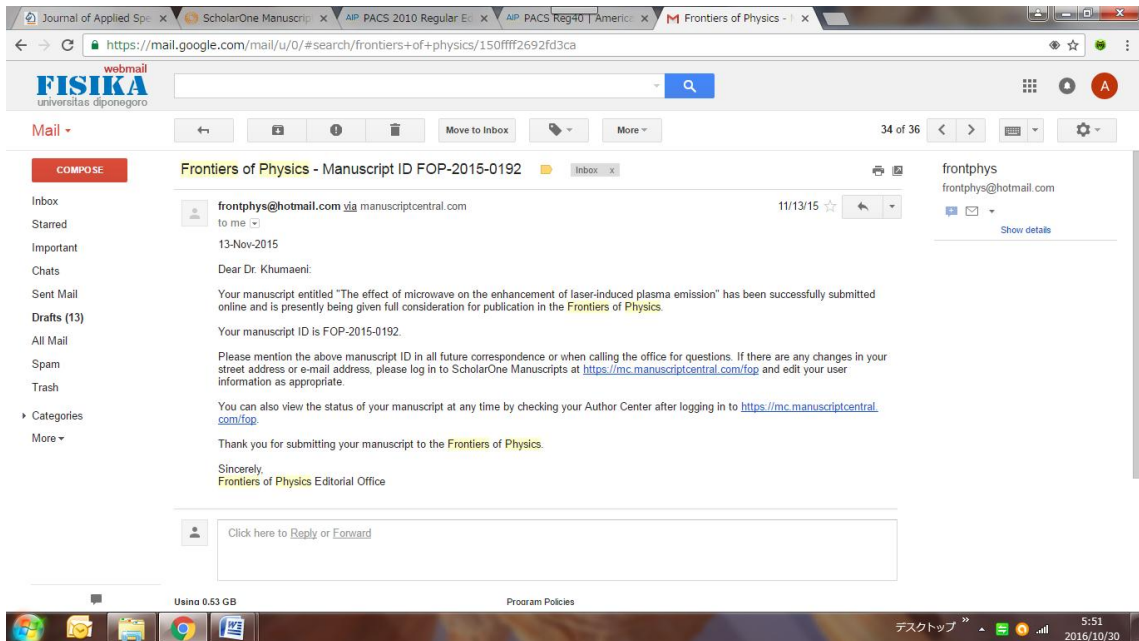 Journal of Applied Spe
ScholarOne Manuscrip
AIP PACS 2010 Regular Ed
AIP PACS Reg40 | America
Frontiers of Physics -
https://mail.google.com/mail/u/0/#search/frontiers+of+physics/150ffff2692fd3ca
webmail
FISIKA
universitas diponegoro
A
Mail
Move to Inbox
More
34 of 36
COMPOSE
Inbox
Starred
Important
Chats
Sent Mail
Drafts (13)
All Mail
Spam
Trash
Categories
More
Frontiers of Physics - Manuscript ID FOP-2015-0192
Inbox x
frontphys@hotmail.com via manuscriptcentral.com
11/13/15
to me
13-Nov-2015
Dear Dr. Khumaeni:
Your manuscript entitled "The effect of microwave on the enhancement of laser-induced plasma emission" has been successfully submitted
online and is presently being given full consideration for publication in the Frontiers of Physics.
Your manuscript ID is FOP-2015-0192.
Please mention the above manuscript ID in all future correspondence or when calling the office for questions. If there are any changes in your
street address or e-mail address, please log in to ScholarOne Manuscripts at https://mc.manuscriptcentral.com/fop and edit your user
information as appropriate.
You can also view the status of your manuscript at any time by checking your Author Center after logging in to https://mc.manuscriptcentral.
com/fop.
Thank you for submitting your manuscript to the Frontiers of Physics.
Sincerely,
Frontiers of Physics Editorial Office
Click here to Reply or Forward
frontphys
frontphys@hotmail.com
Show details
Using 0.53 GB
Program Policies
デスクトップ
5:51
2016/10/30